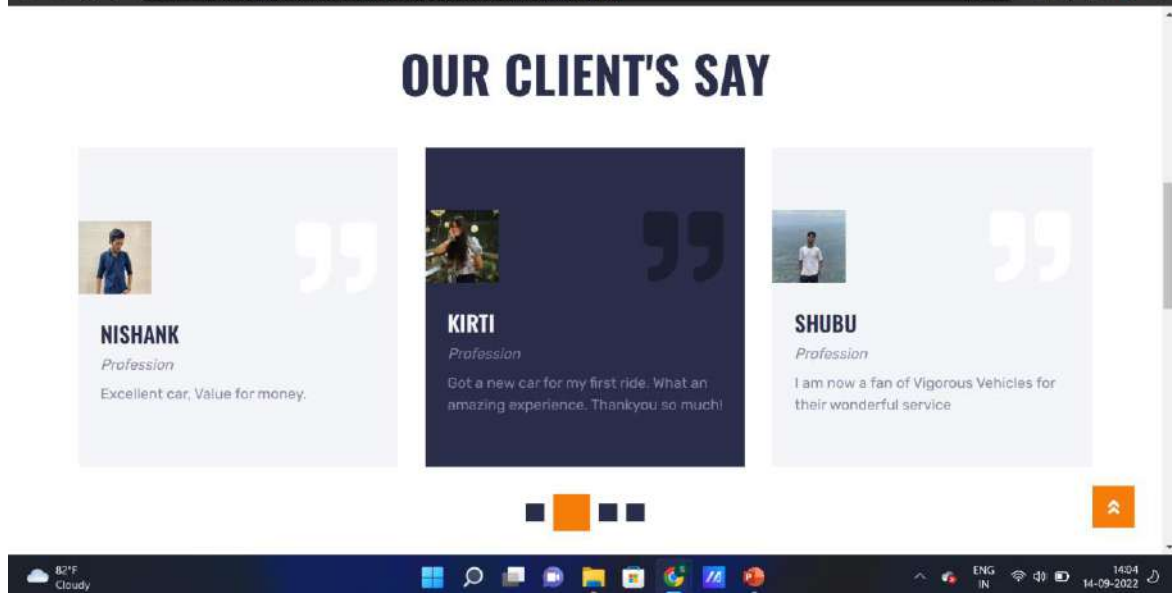 OUR CLIENT'S SAY
NISHANK
Profession
Excellent car, Value for money.
KIRTI
Profession
Got a new car for my first ride. What an
amazing experience. Thankyou so much!
SHUBU
Profession
I am now a fan of Vigorous Vehicles for
their wonderful service
82°F
Cloudy
ENG
IN
14:04
14-09-2022